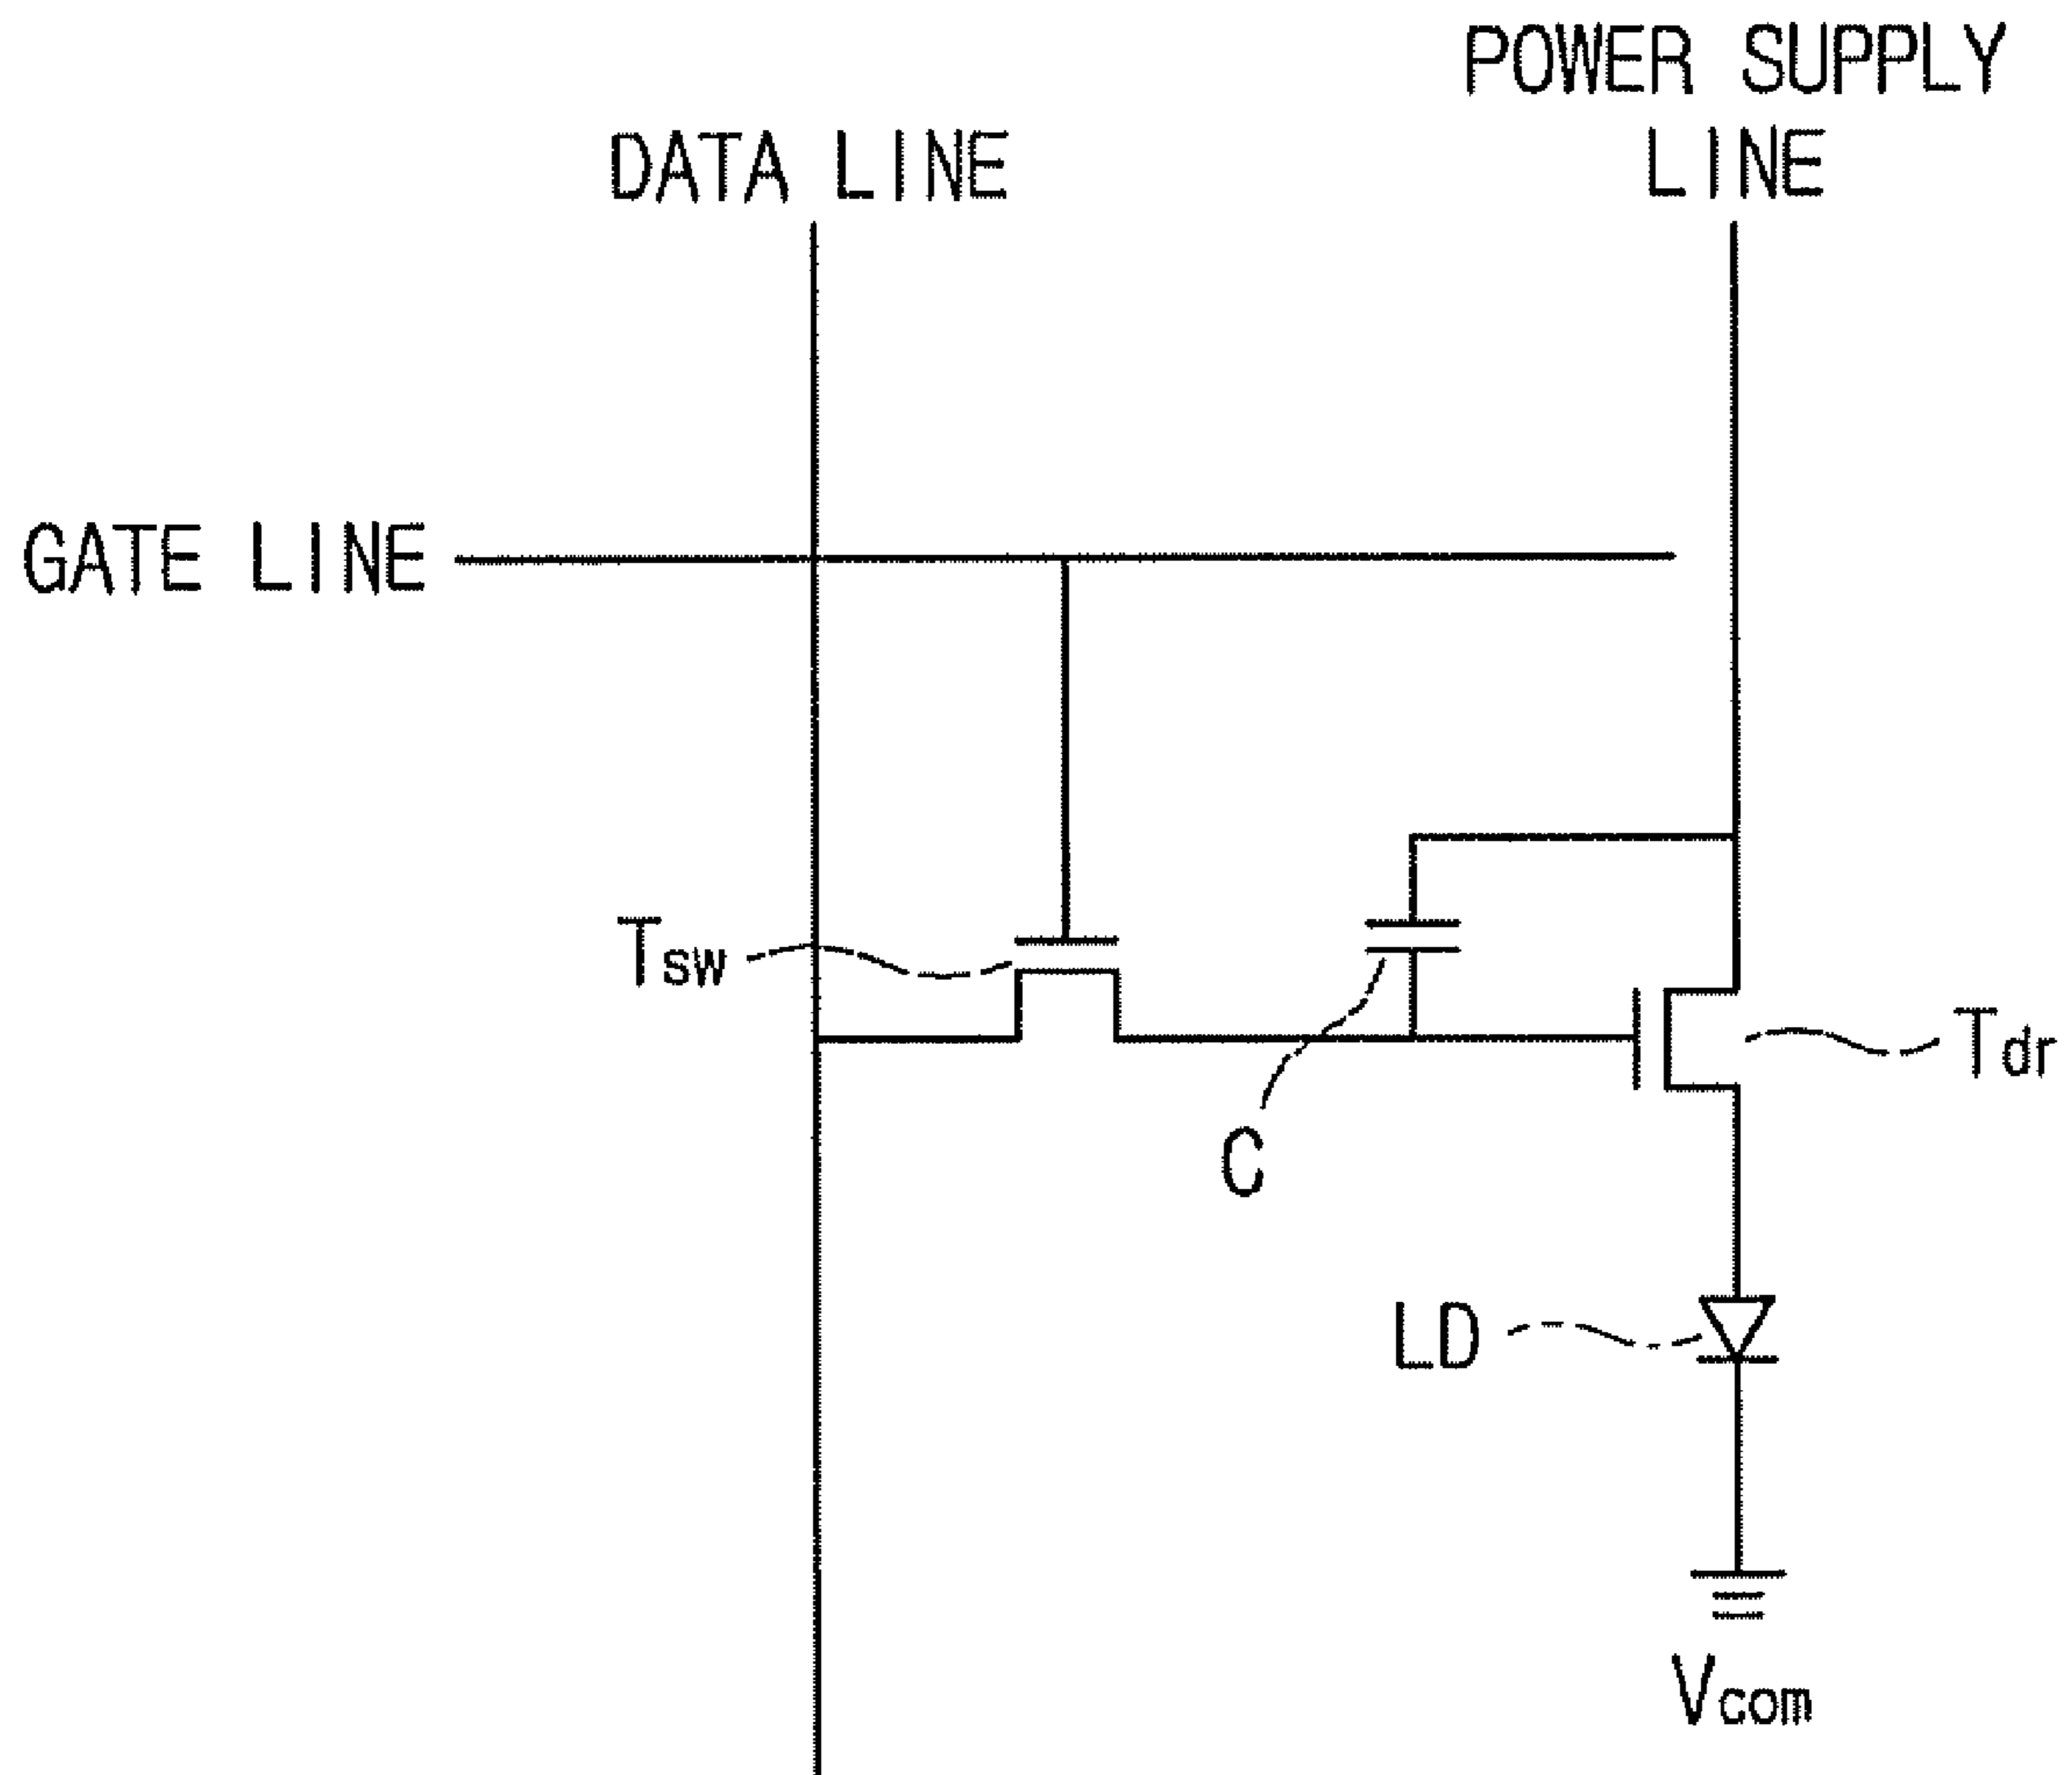 POWER SUPPLY
LINE
DATA LINE
GATE LINE
Tsw
Tdr
C
LD
Vcom